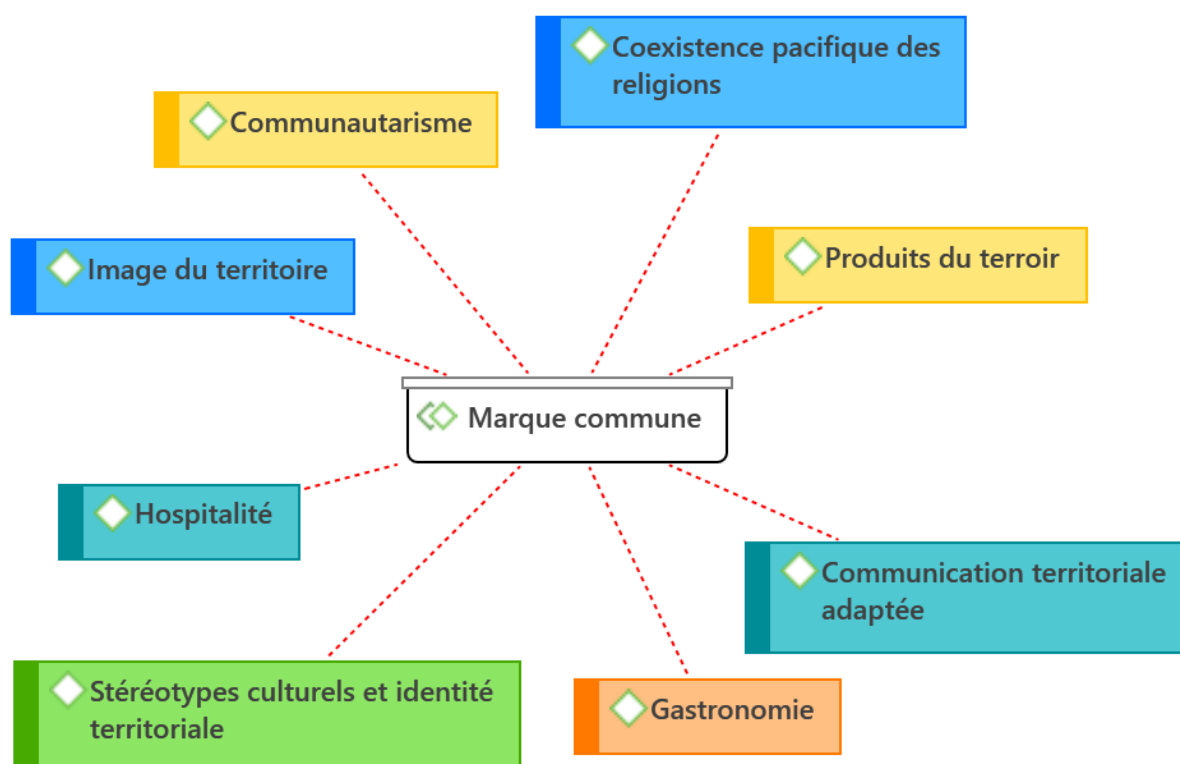 Coexistence pacifique des
religions
Communautarisme
Image du territoire
Produits du terroir
Marque commune
Hospitalité
Communication territoriale
adaptée
Stéréotypes culturels et identité
territoriale
Gastronomie